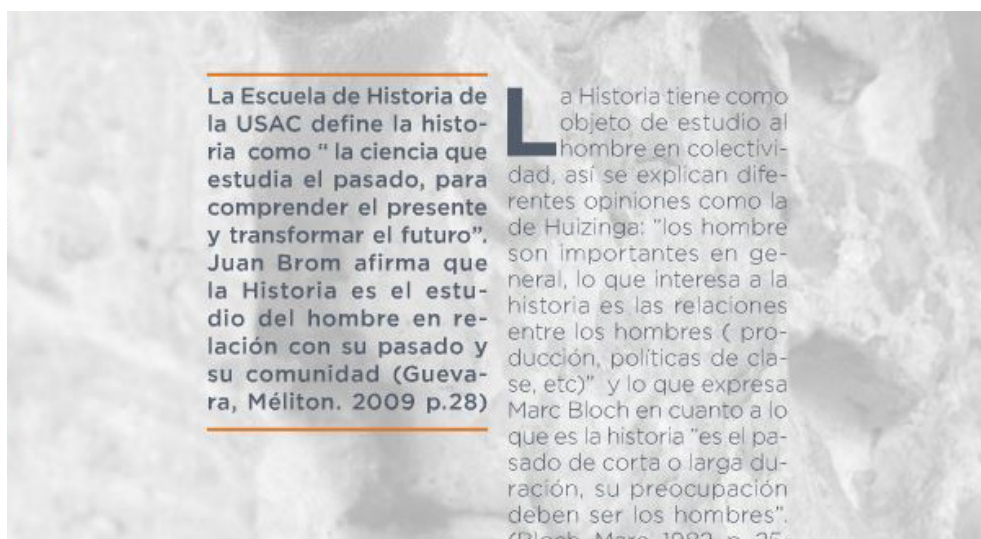 La Escuela de Historia de
la USAC define la histo-
ria como “ la ciencia que
estudia el pasado, para
comprender el presente
y transformar el futuro”.
Juan Brom afirma que
la Historia es el estu-
dio del hombre en re-
lación con su pasado y
su comunidad (Gueva-
ra, Méliton. 2009 p.28)
La Historia tiene como
objeto de estudio al
hombre en colectivi-
dad, así se explican dife-
rentes opiniones como la
de Huizinga: "los hombre
son importantes en ge-
neral, lo que interesa a la
historia es las relaciones
entre los hombres ( pro-
ducción, políticas de cla-
se, etc)" y lo que expresa
Marc Bloch en cuanto a lo
que es la historia "es el pa-
sado de corta o larga du-
ración, su preocupación
deben ser los hombres".
(Bloch, Marc 1982 p. 25-